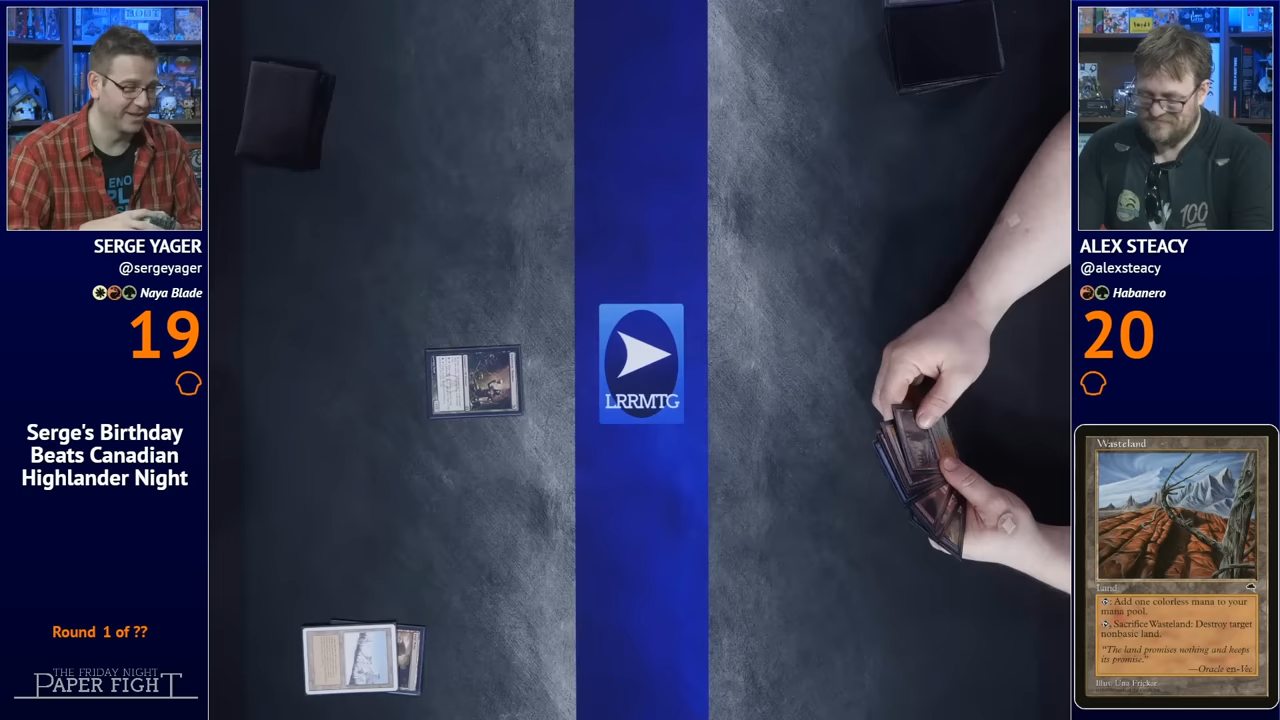 SERGE YAGER
@sergeyager
Naya Blade
19
Serge's Birthday
Beats Canadian
Highlander Night
Round 1 of ??
THE FRIDAY NIGHT
PAPER FIGHT
LRRMTG
100
ALEX STEACY
@alexsteacy
Habanero
20
Wasteland
Land
: Add one colorless mana to your
mana pool.
, Sacrifice Wasteland: Destroy target
nonbasic land.
"The land promises nothing and keeps
its promise."
—Oracle en-Vec
Illus. Una Fricker